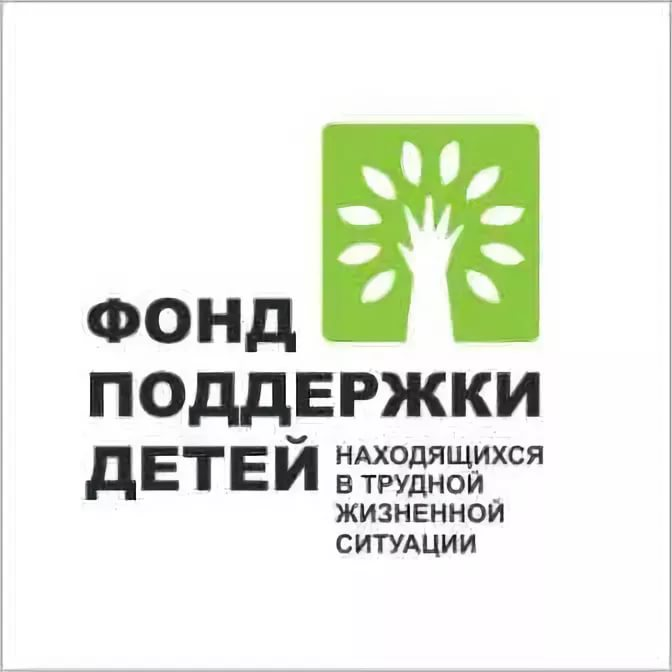 ФОНД
ПОДДЕРЖКИ
ДЕТЕЙ
НАХОДЯЩИХСЯ
В ТРУДНОЙ
ЖИЗНЕННОЙ
СИТУАЦИИ